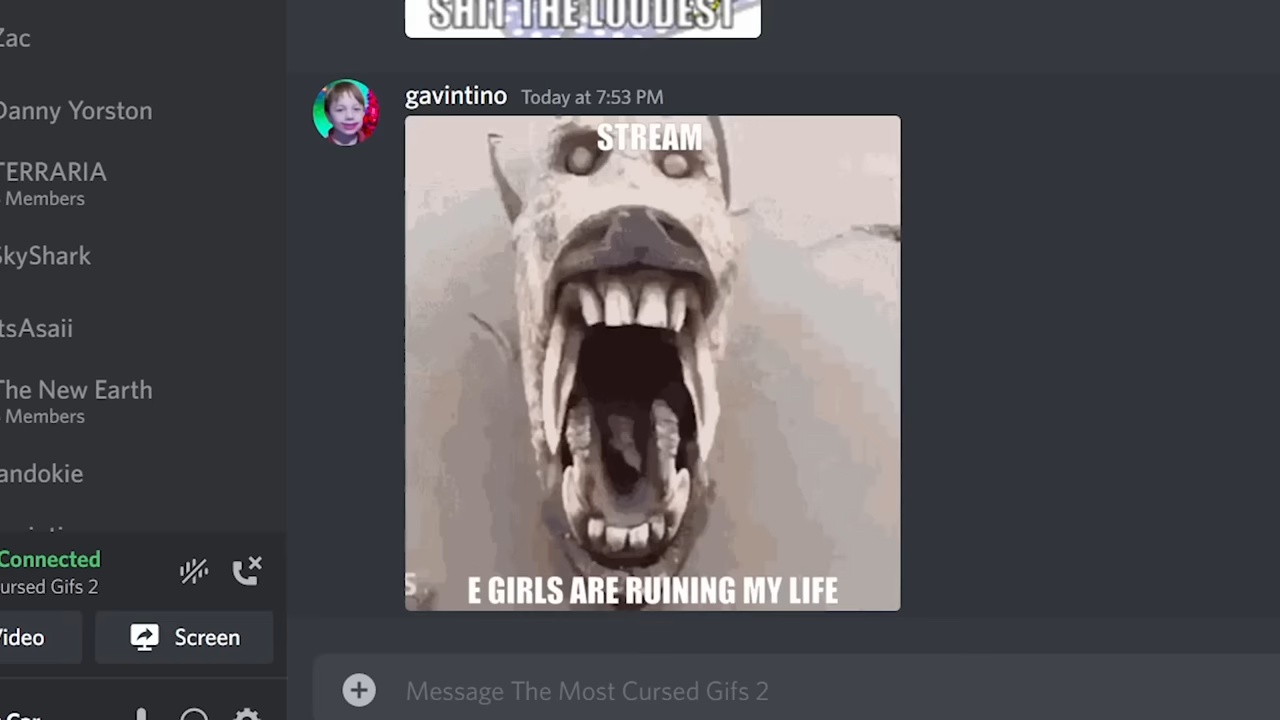 SHIT THE LOUDEST
Zac
Danny Yorston
TERRARIA
Members
SkyShark
tsAsaii
The New Earth
Members
andokie
Connected
ursed Gifs 2
Video
Screen
gavintino Today at 7:53 PM
STREAM
E GIRLS ARE RUINING MY LIFE
Message The Most Cursed Gifs 2